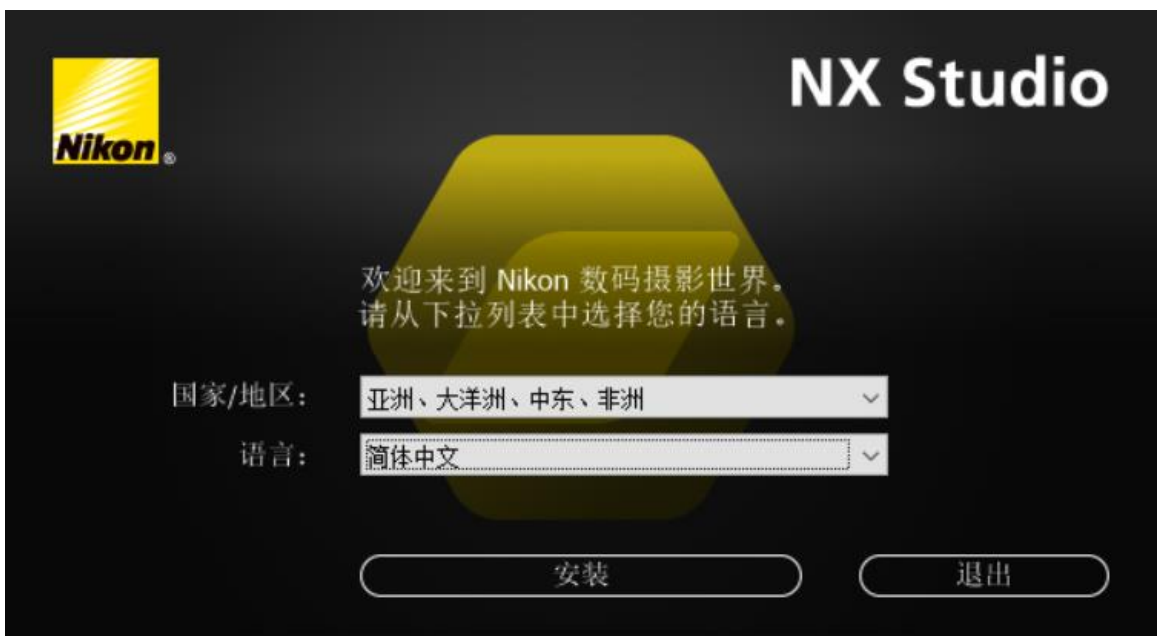 Nikon®
NX Studio
欢迎来到 Nikon 数码摄影世界。
请从下拉列表中选择您的语言。
国家/地区：
亚洲、大洋洲、中东、非洲
语言：
简体中文
安装
退出